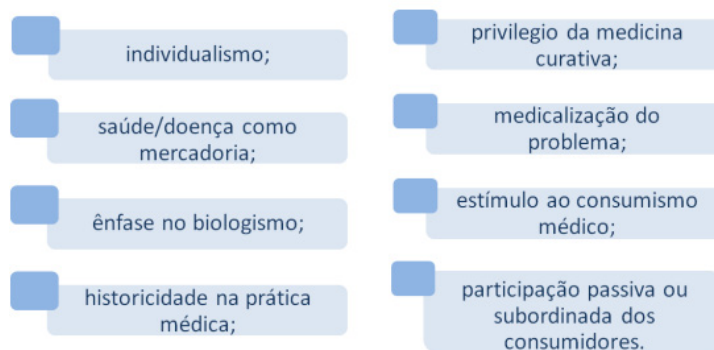 individualismo;
saúde/doença como
mercadoria;
ênfase no biologismo;
historicidade na prática
médica;
privilegio da medicina
curativa;
medicalização do
problema;
estímulo ao consumismo
médico;
participação passiva ou
subordinada dos
consumidores.